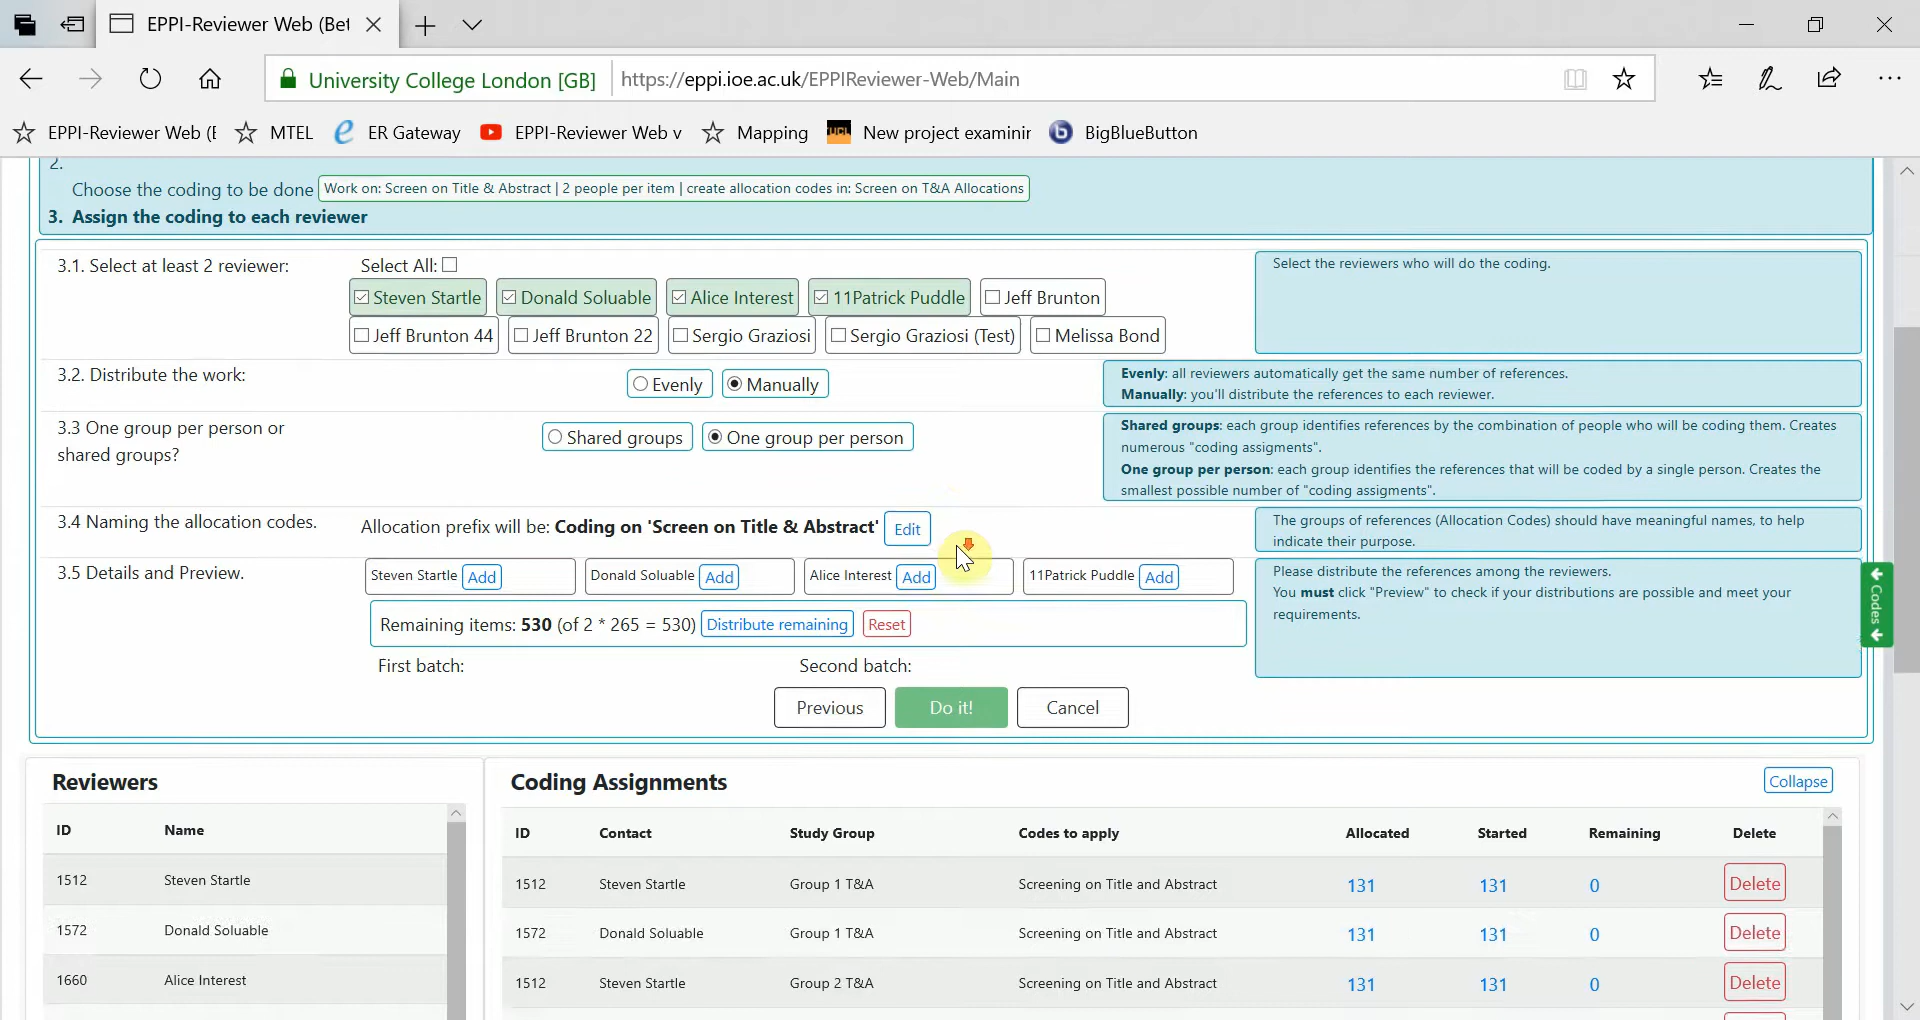 EPPI-Reviewer Web (Bet
University College London [GB] https://eppi.ioe.ac.uk/EPPIReviewer-Web/Main
EPPI-Reviewer Web (E MTEL ER Gateway EPPI-Reviewer Web v Mapping New project examinin BigBlueButton
2.
Choose the coding to be done Work on: Screen on Title & Abstract | 2 people per item | create allocation codes in: Screen on T&A Allocations
3. Assign the coding to each reviewer
3.1. Select at least 2 reviewer: Select All:
Steven Startle Donald Soluable Alice Interest 11Patrick Puddle Jeff Brunton
Jeff Brunton 44 Jeff Brunton 22 Sergio Graziosi Sergio Graziosi (Test) Melissa Bond
Select the reviewers who will do the coding.
3.2. Distribute the work: Evenly Manually
Evenly: all reviewers automatically get the same number of references.
Manually: you'll distribute the references to each reviewer.
3.3 One group per person or
shared groups?
Shared groups One group per person
Shared groups: each group identifies references by the combination of people who will be coding them. Creates
numerous "coding assigments".
One group per person: each group identifies the references that will be coded by a single person. Creates the
smallest possible number of "coding assigments".
3.4 Naming the allocation codes. Allocation prefix will be: Coding on 'Screen on Title & Abstract' Edit
The groups of references (Allocation Codes) should have meaningful names, to help
indicate their purpose.
3.5 Details and Preview. Steven Startle Add Donald Soluable Add Alice Interest Add 11Patrick Puddle Add
Remaining items: 530 (of 2 * 265 = 530) Distribute remaining Reset
First batch: Second batch:
Please distribute the references among the reviewers.
You must click "Preview" to check if your distributions are possible and meet your
requirements.
Codes
Previous Do it! Cancel
Reviewers
ID Name
1512 Steven Startle
1572 Donald Soluable
1660 Alice Interest
Coding Assignments Collapse
ID Contact Study Group Codes to apply Allocated Started Remaining Delete
1512 Steven Startle Group 1 T&A Screening on Title and Abstract 131 131 0 Delete
1572 Donald Soluable Group 1 T&A Screening on Title and Abstract 131 131 0 Delete
1512 Steven Startle Group 2 T&A Screening on Title and Abstract 131 131 0 Delete